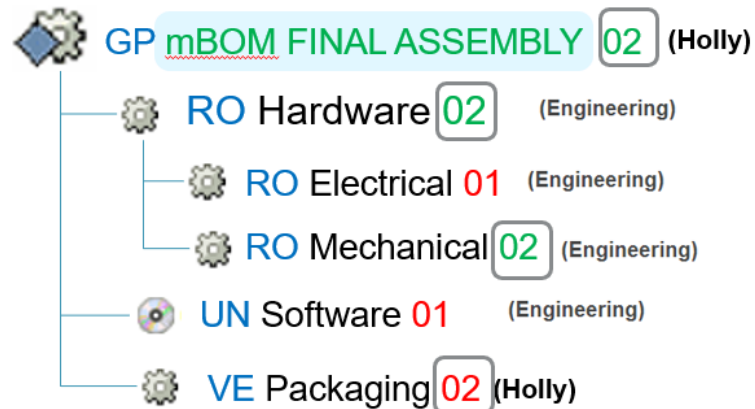 GP mBOM FINAL ASSEMBLY 02 (Holly)
RO Hardware 02 (Engineering)
RO Electrical 01 (Engineering)
RO Mechanical 02 (Engineering)
UN Software 01 (Engineering)
VE Packaging 02 (Holly)